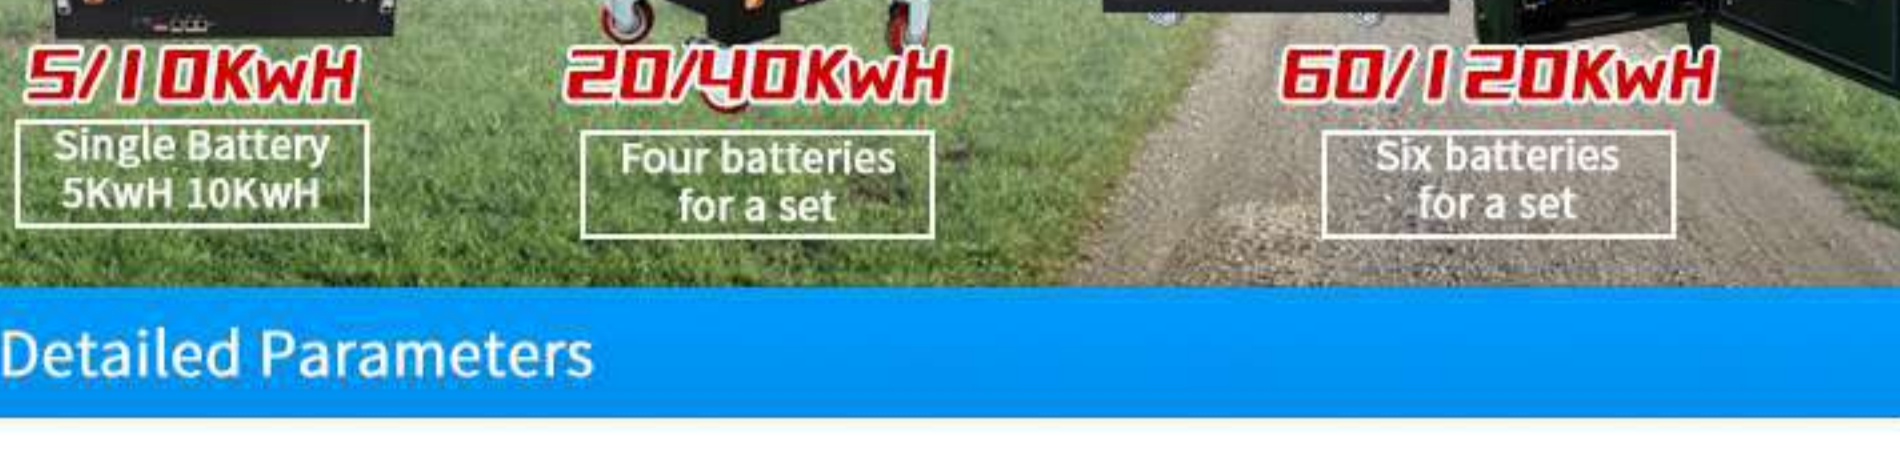 5/10KwH
20/40KwH
60/120KwH
Single Battery
5KwH 10KwH
Four batteries
for a set
Six batteries
for a set
Detailed Parameters